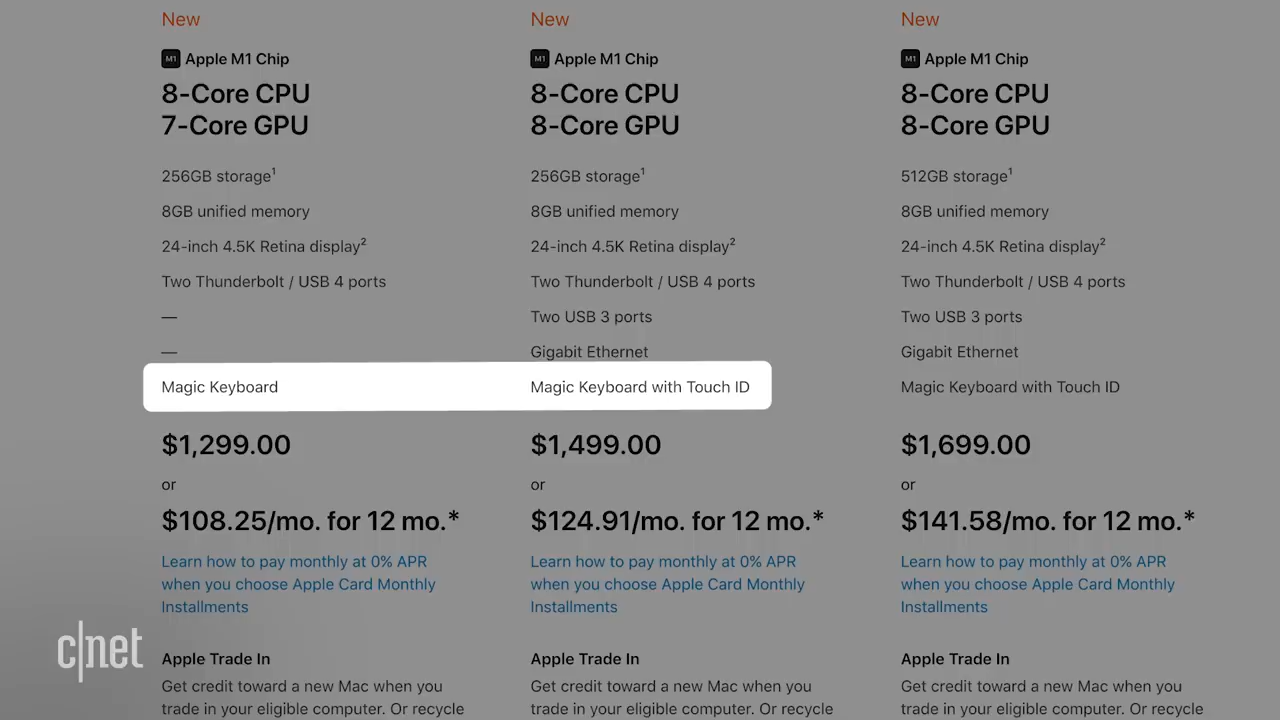 New
M1 Apple M1 Chip
8-Core CPU
7-Core GPU
256GB storage¹
8GB unified memory
24-inch 4.5K Retina display²
Two Thunderbolt / USB 4 ports
—
—
Magic Keyboard
$1,299.00
or
$108.25/mo. for 12 mo.*
Learn how to pay monthly at 0% APR
when you choose Apple Card Monthly
Installments
Apple Trade In
Get credit toward a new Mac when you
trade in your eligible computer. Or recycle
New
M1 Apple M1 Chip
8-Core CPU
8-Core GPU
256GB storage¹
8GB unified memory
24-inch 4.5K Retina display²
Two Thunderbolt / USB 4 ports
Two USB 3 ports
Gigabit Ethernet
Magic Keyboard with Touch ID
$1,499.00
or
$124.91/mo. for 12 mo.*
Learn how to pay monthly at 0% APR
when you choose Apple Card Monthly
Installments
Apple Trade In
Get credit toward a new Mac when you
trade in your eligible computer. Or recycle
New
M1 Apple M1 Chip
8-Core CPU
8-Core GPU
512GB storage¹
8GB unified memory
24-inch 4.5K Retina display²
Two Thunderbolt / USB 4 ports
Two USB 3 ports
Gigabit Ethernet
Magic Keyboard with Touch ID
$1,699.00
or
$141.58/mo. for 12 mo.*
Learn how to pay monthly at 0% APR
when you choose Apple Card Monthly
Installments
Apple Trade In
Get credit toward a new Mac when you
trade in your eligible computer. Or recycle
c|net